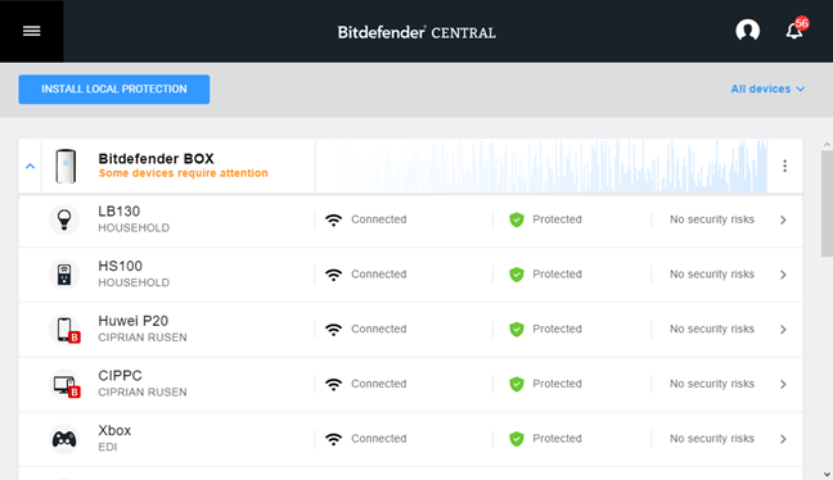 Bitdefender® CENTRAL
56
INSTALL LOCAL PROTECTION
All devices
Bitdefender BOX
Some devices require attention
LB130
HOUSEHOLD
Connected
Protected
No security risks
HS100
HOUSEHOLD
Connected
Protected
No security risks
Huwei P20
CIPRIAN RUSEN
B
Connected
Protected
No security risks
CIPPC
CIPRIAN RUSEN
B
Connected
Protected
No security risks
Xbox
EDI
Connected
Protected
No security risks